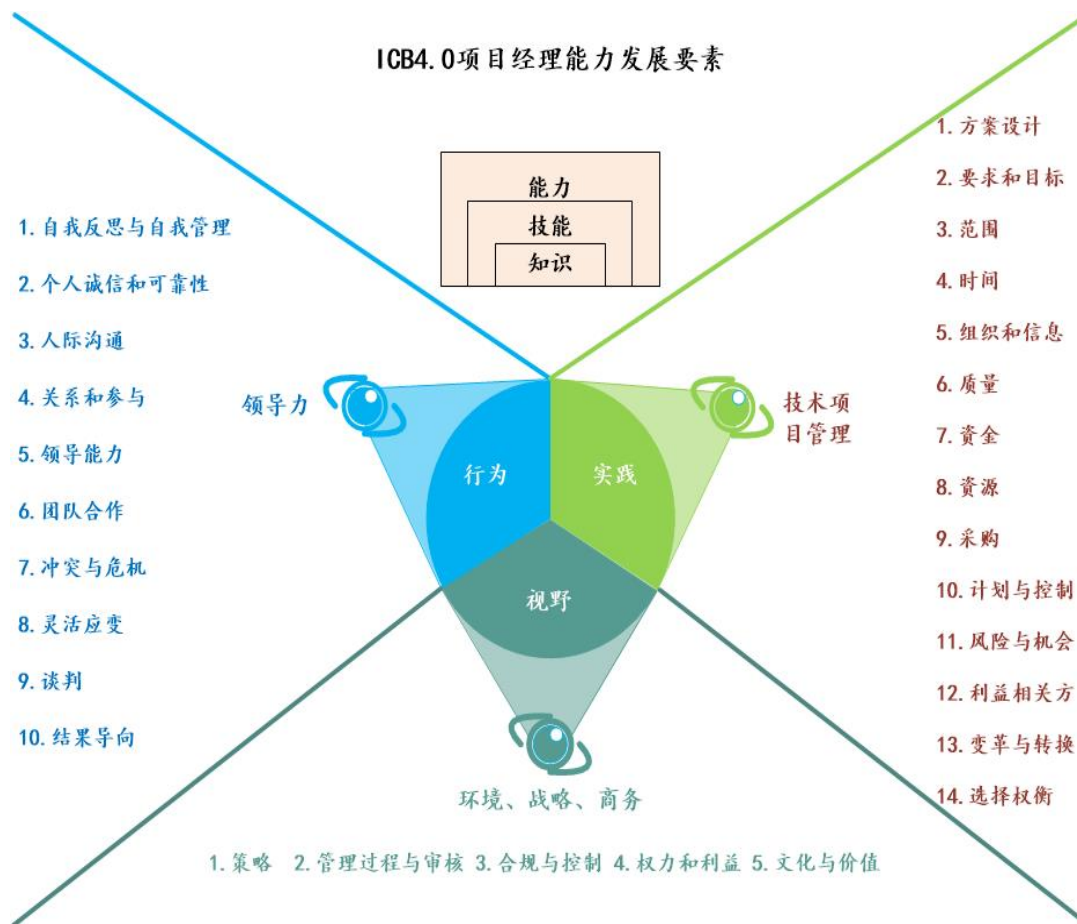 ICB4.0项目经理能力发展要素
能力
技能
知识
1.自我反思与自我管理
2.个人诚信和可靠性
3.人际沟通
4.关系和参与
5.领导能力
6.团队合作
7.冲突与危机
8.灵活应变
9.谈判
10.结果导向
领导力
行为
实践
视野
技术项
目管理
1.方案设计
2.要求和目标
3.范围
4.时间
5.组织和信息
6.质量
7.资金
8.资源
9.采购
10.计划与控制
11.风险与机会
12.利益相关方
13.变革与转换
14.选择权衡
环境、战略、商务
1.策略 2.管理过程与审核 3.合规与控制 4.权力和利益 5.文化与价值